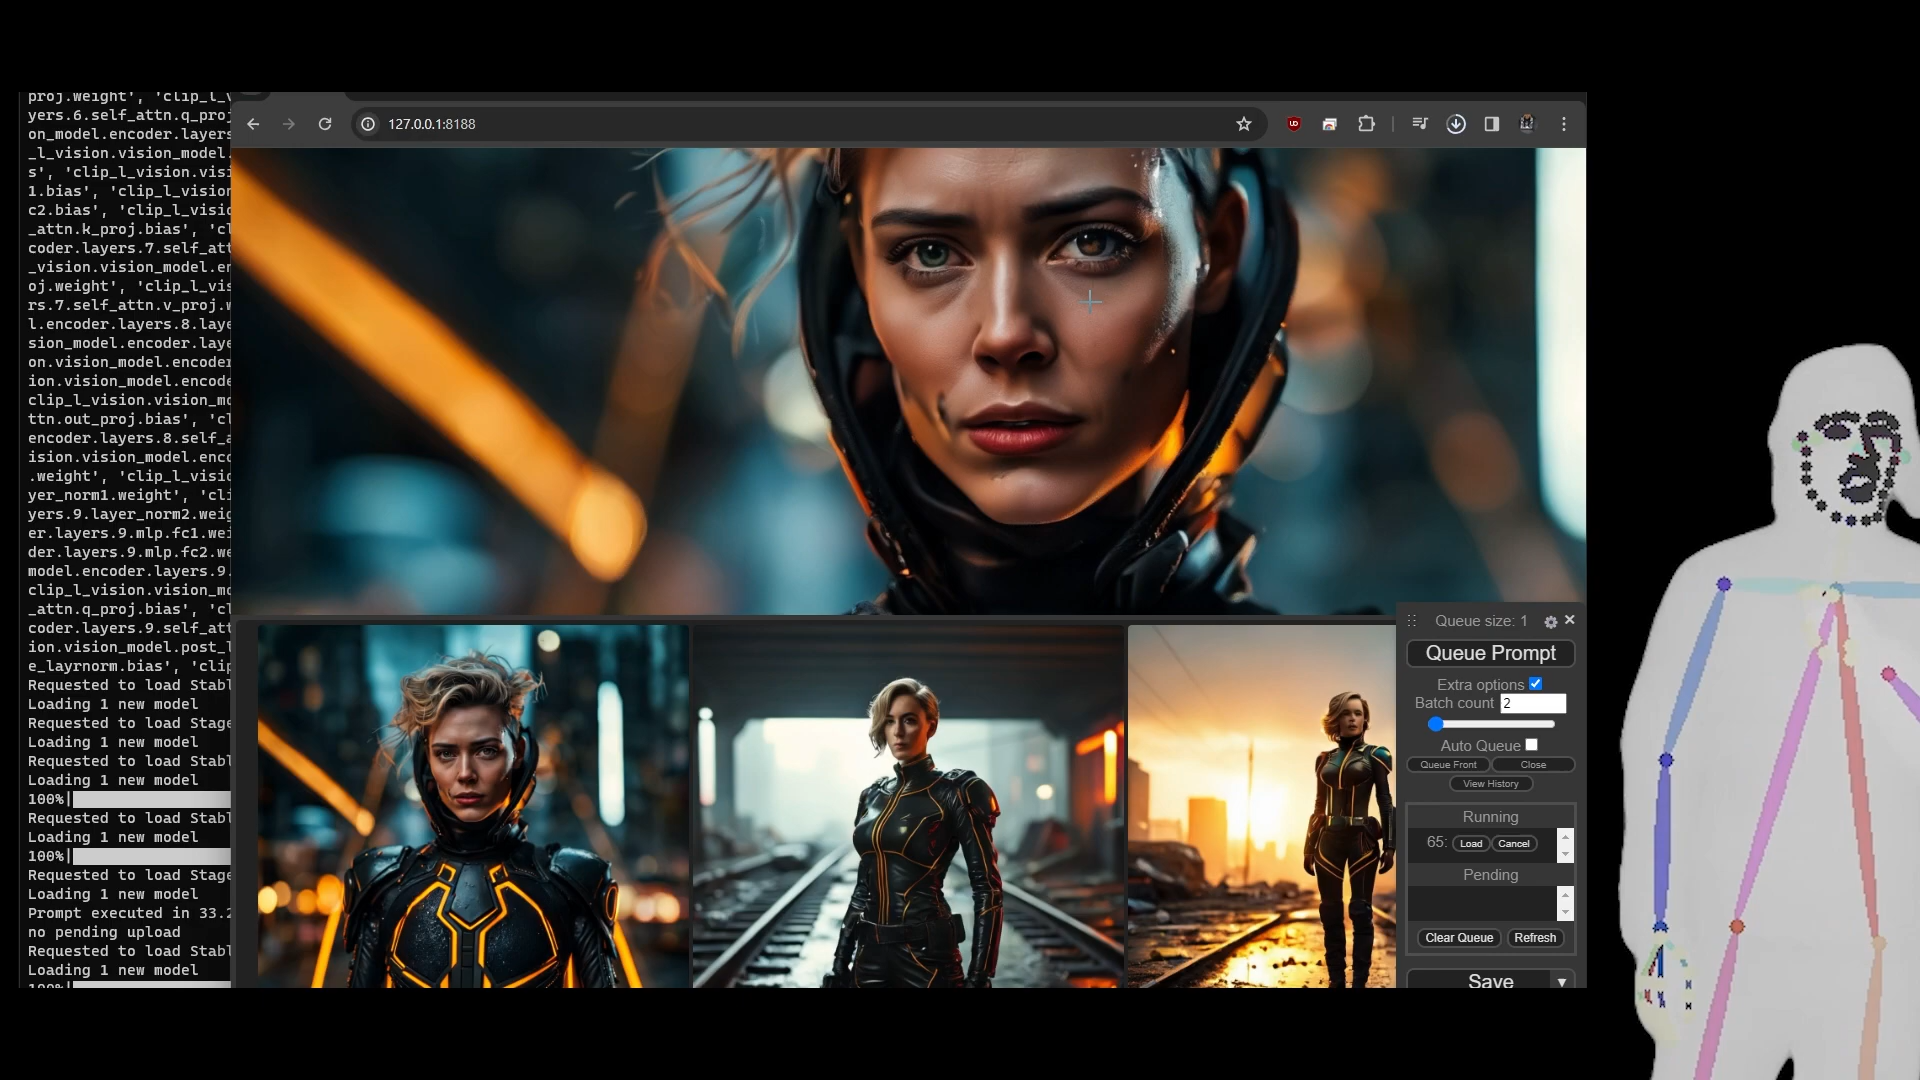 proj.weight', 'clip_l_v
yers.6.self_attn.q_proj
on_model.encoder.layers
_l_vision.vision_model.
s', 'clip_l_vision.visi
1.bias', 'clip_l_vision
c2.bias', 'clip_l_visio
_attn.k_proj.bias', 'cl
coder.layers.7.self_att
_vision.vision_model.en
oj.weight', 'clip_l_vis
rs.7.self_attn.v_proj.w
l.encoder.layers.8.laye
sion_model.encoder.laye
on.vision_model.encoder
ion.vision_model.encode
clip_l_vision.vision_mo
ttn.out_proj.bias', 'cl
encoder.layers.8.self_a
ision.vision_model.enco
.weight', 'clip_l_visio
yer_norm1.weight', 'cli
yers.9.layer_norm2.weig
er.layers.9.mlp.fc1.wei
der.layers.9.mlp.fc2.we
model.encoder.layers.9.
clip_l_vision.vision_mo
_attn.q_proj.bias', 'cl
coder.layers.9.self_att
ion.vision_model.post_l
e_layrnorm.bias', 'clip
Requested to load Stabl
Loading 1 new model
Requested to load Stage
Loading 1 new model
Requested to load Stabl
Loading 1 new model
100%|
Requested to load Stabl
Loading 1 new model
100%|
Requested to load Stage
Loading 1 new model
Prompt executed in 33.2
no pending upload
Requested to load Stabl
Loading 1 new model
100%|
127.0.0.1:8188
Queue size: 1
Queue Prompt
Extra options
Batch count 2
Auto Queue
Queue Front Close
View History
Running
65: Load Cancel
Pending
Clear Queue Refresh
Save